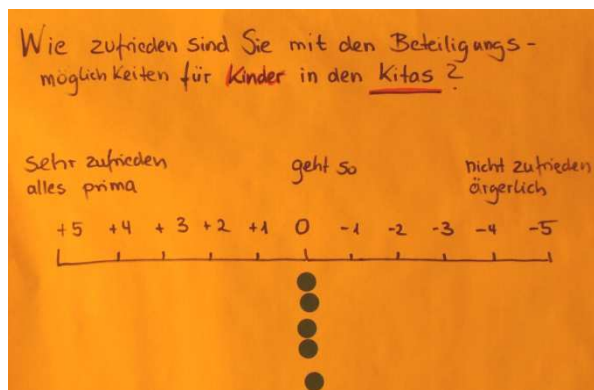 Wie zufrieden sind Sie mit den Beteiligungs-
möglichkeiten für Kinder in den Kitas?
sehr zufrieden geht so nicht zufrieden
alles prima ärgerlich
+5 +4 +3 +2 +1 0 -1 -2 -3 -4 -5